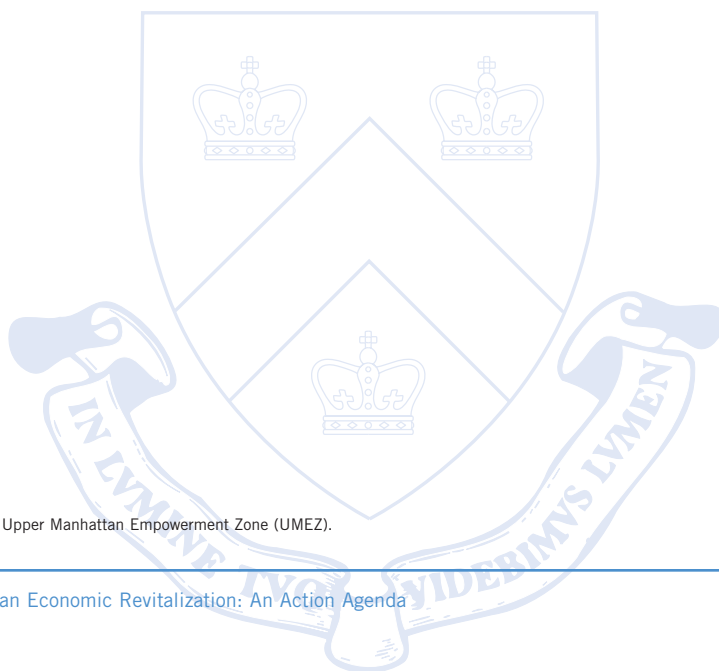 IN LVMINE TVO VIDEBIMVS LVMEN
Upper Manhattan Empowerment Zone (UMEZ).
an Economic Revitalization: An Action Agenda